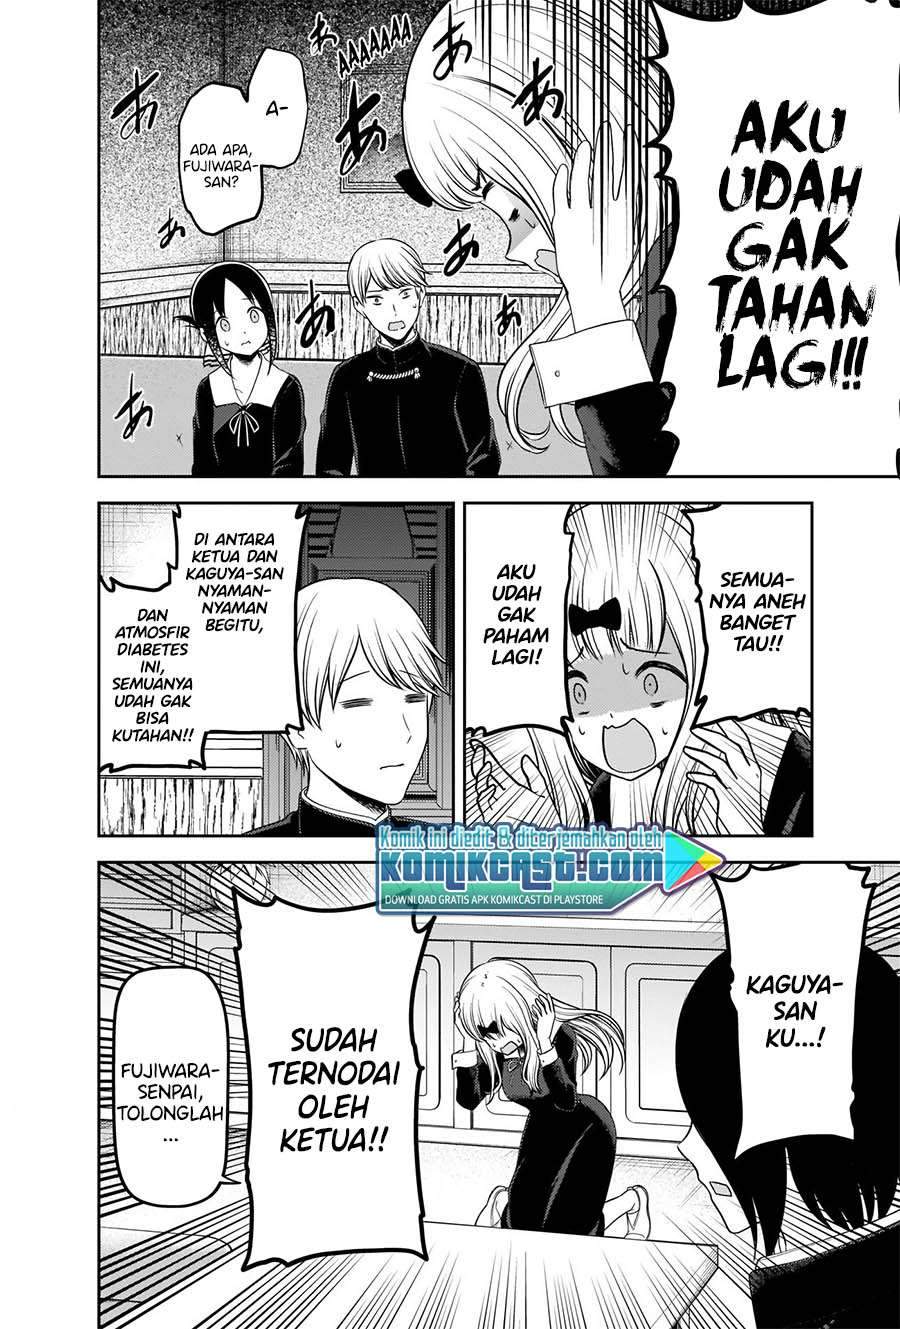 AKU
UDAH
GAK
TAHAN
LAGI!!!
AAAAAAA
あ
あ
あ
あ
あ
あ
あ
あ
A-
ADA APA,
FUJIWARA-
SAN?
SEMUA-
NYA ANEH
BANGET
TAU!!
AKU
UDAH
GAK
PAHAM
LAGI!
DI ANTARA
KETUA DAN
KAGUYA-SAN
NYAMAN-
NYAMAN
BEGITU,
DAN
ATMOSFIR
DIABETES
INI,
SEMUANYA
UDAH GAK
BISA
KUTAHAN!!
Komik ini diedit & diterjemahkan oleh
KOMIKCAST.COM
DOWNLOAD GRATIS APK KOMIKCAST DI PLAYSTORE
KAGUYA-
SAN
KU...!
SUDAH
TERNODAI
OLEH
KETUA!!
FUJIWARA-
SENPAI,
TOLONGLAH
...